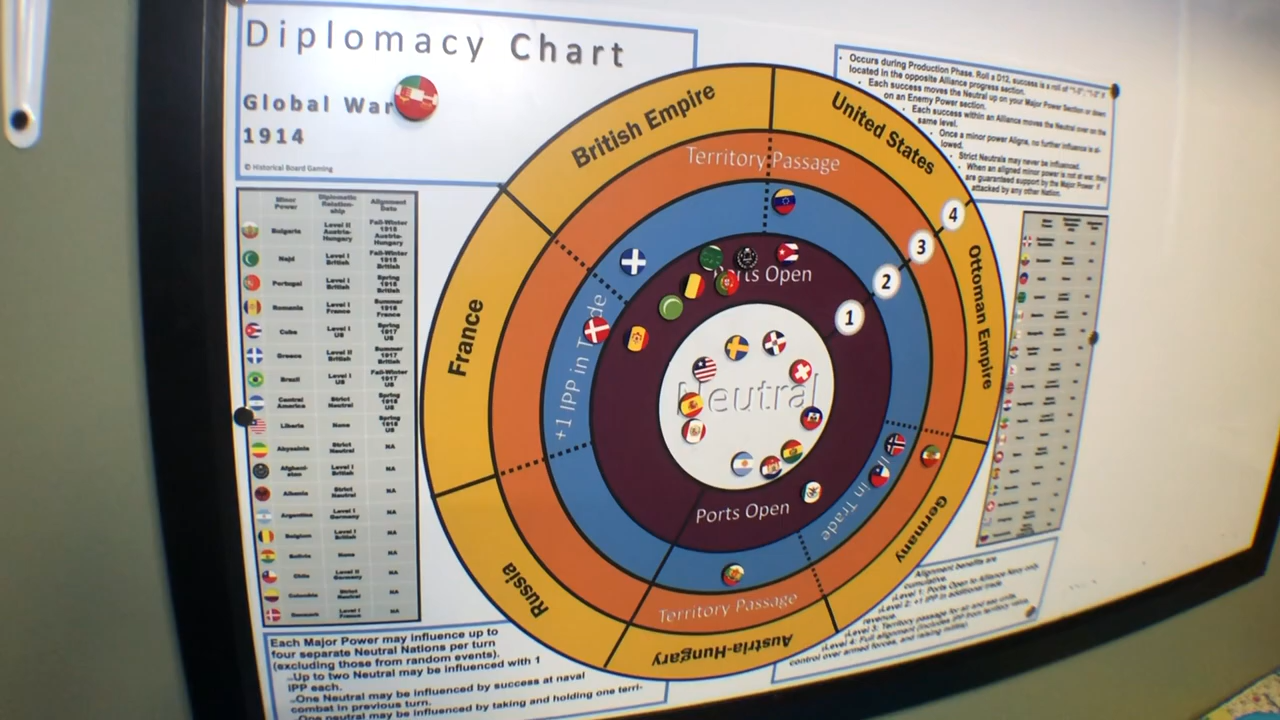 Diplomacy Chart
Global War
1914
© Historical Board Gaming
Minor Power
Diplomatic Relation-ship
Alignment Date
Bulgaria
Level II Austria-Hungary
Fall-Winter 1915 Austria-Hungary
Najd
Level I British
Fall-Winter 1915 British
Portugal
Level I British
Spring 1916 British
Romania
Level I France
Summer 1916 France
Cuba
Level I US
Spring 1917 US
Greece
Level II British
Summer 1917 British
Brazil
Level I US
Fall-Winter 1917 US
Central America
Strict Neutral
Spring 1918 US
Liberia
None
Spring 1918 US
Abyssinia
Strict Neutral
NA
Afghani-stan
Level I British
NA
Albania
Strict Neutral
NA
Argentina
Level I Germany
NA
Belgium
Level I British
NA
Bolivia
None
NA
Chile
Level II Germany
NA
Columbia
Strict Neutral
NA
Denmark
Level I France
NA
Each Major Power may influence up to
four separate Neutral Nations per turn
(excluding those from random events).
Up to two Neutral may be influenced with 1
IPP each.
One Neutral may be influenced by success at naval
combat in previous turn.
One neutral may be influenced by taking and holding one terri-
British Empire
United States
Ottoman Empire
Germany
Austria-Hungary
Russia
France
Territory Passage
Ports Open
+1 IPP in Trade
Neutral
1
2
3
4
Ports Open
in Trade
Territory Passage
Occurs during Production Phase. Roll a D12, success is a roll of
located in the opposite Alliance progress section.
Each success moves the Neutral up on your Major Power Section or down
on an Enemy Power section.
Each success within an Alliance moves the Neutral over on the
same level.
Once a minor power Aligns, no further influence is al-
lowed.
Strict Neutrals may never be influenced.
When an aligned minor power is not at war, they
are guaranteed support by the Major Power if
attacked by any other Nation.
Alignment benefits are
cumulative.
Level 1: Ports Open to Alliance Navy only.
Level 2: +1 IPP in additional trade
revenue.
Level 3: Territory passage for air and sea units.
Level 4: Full alignment (includes IPP from territory value,
control over armed forces, and raising militia)